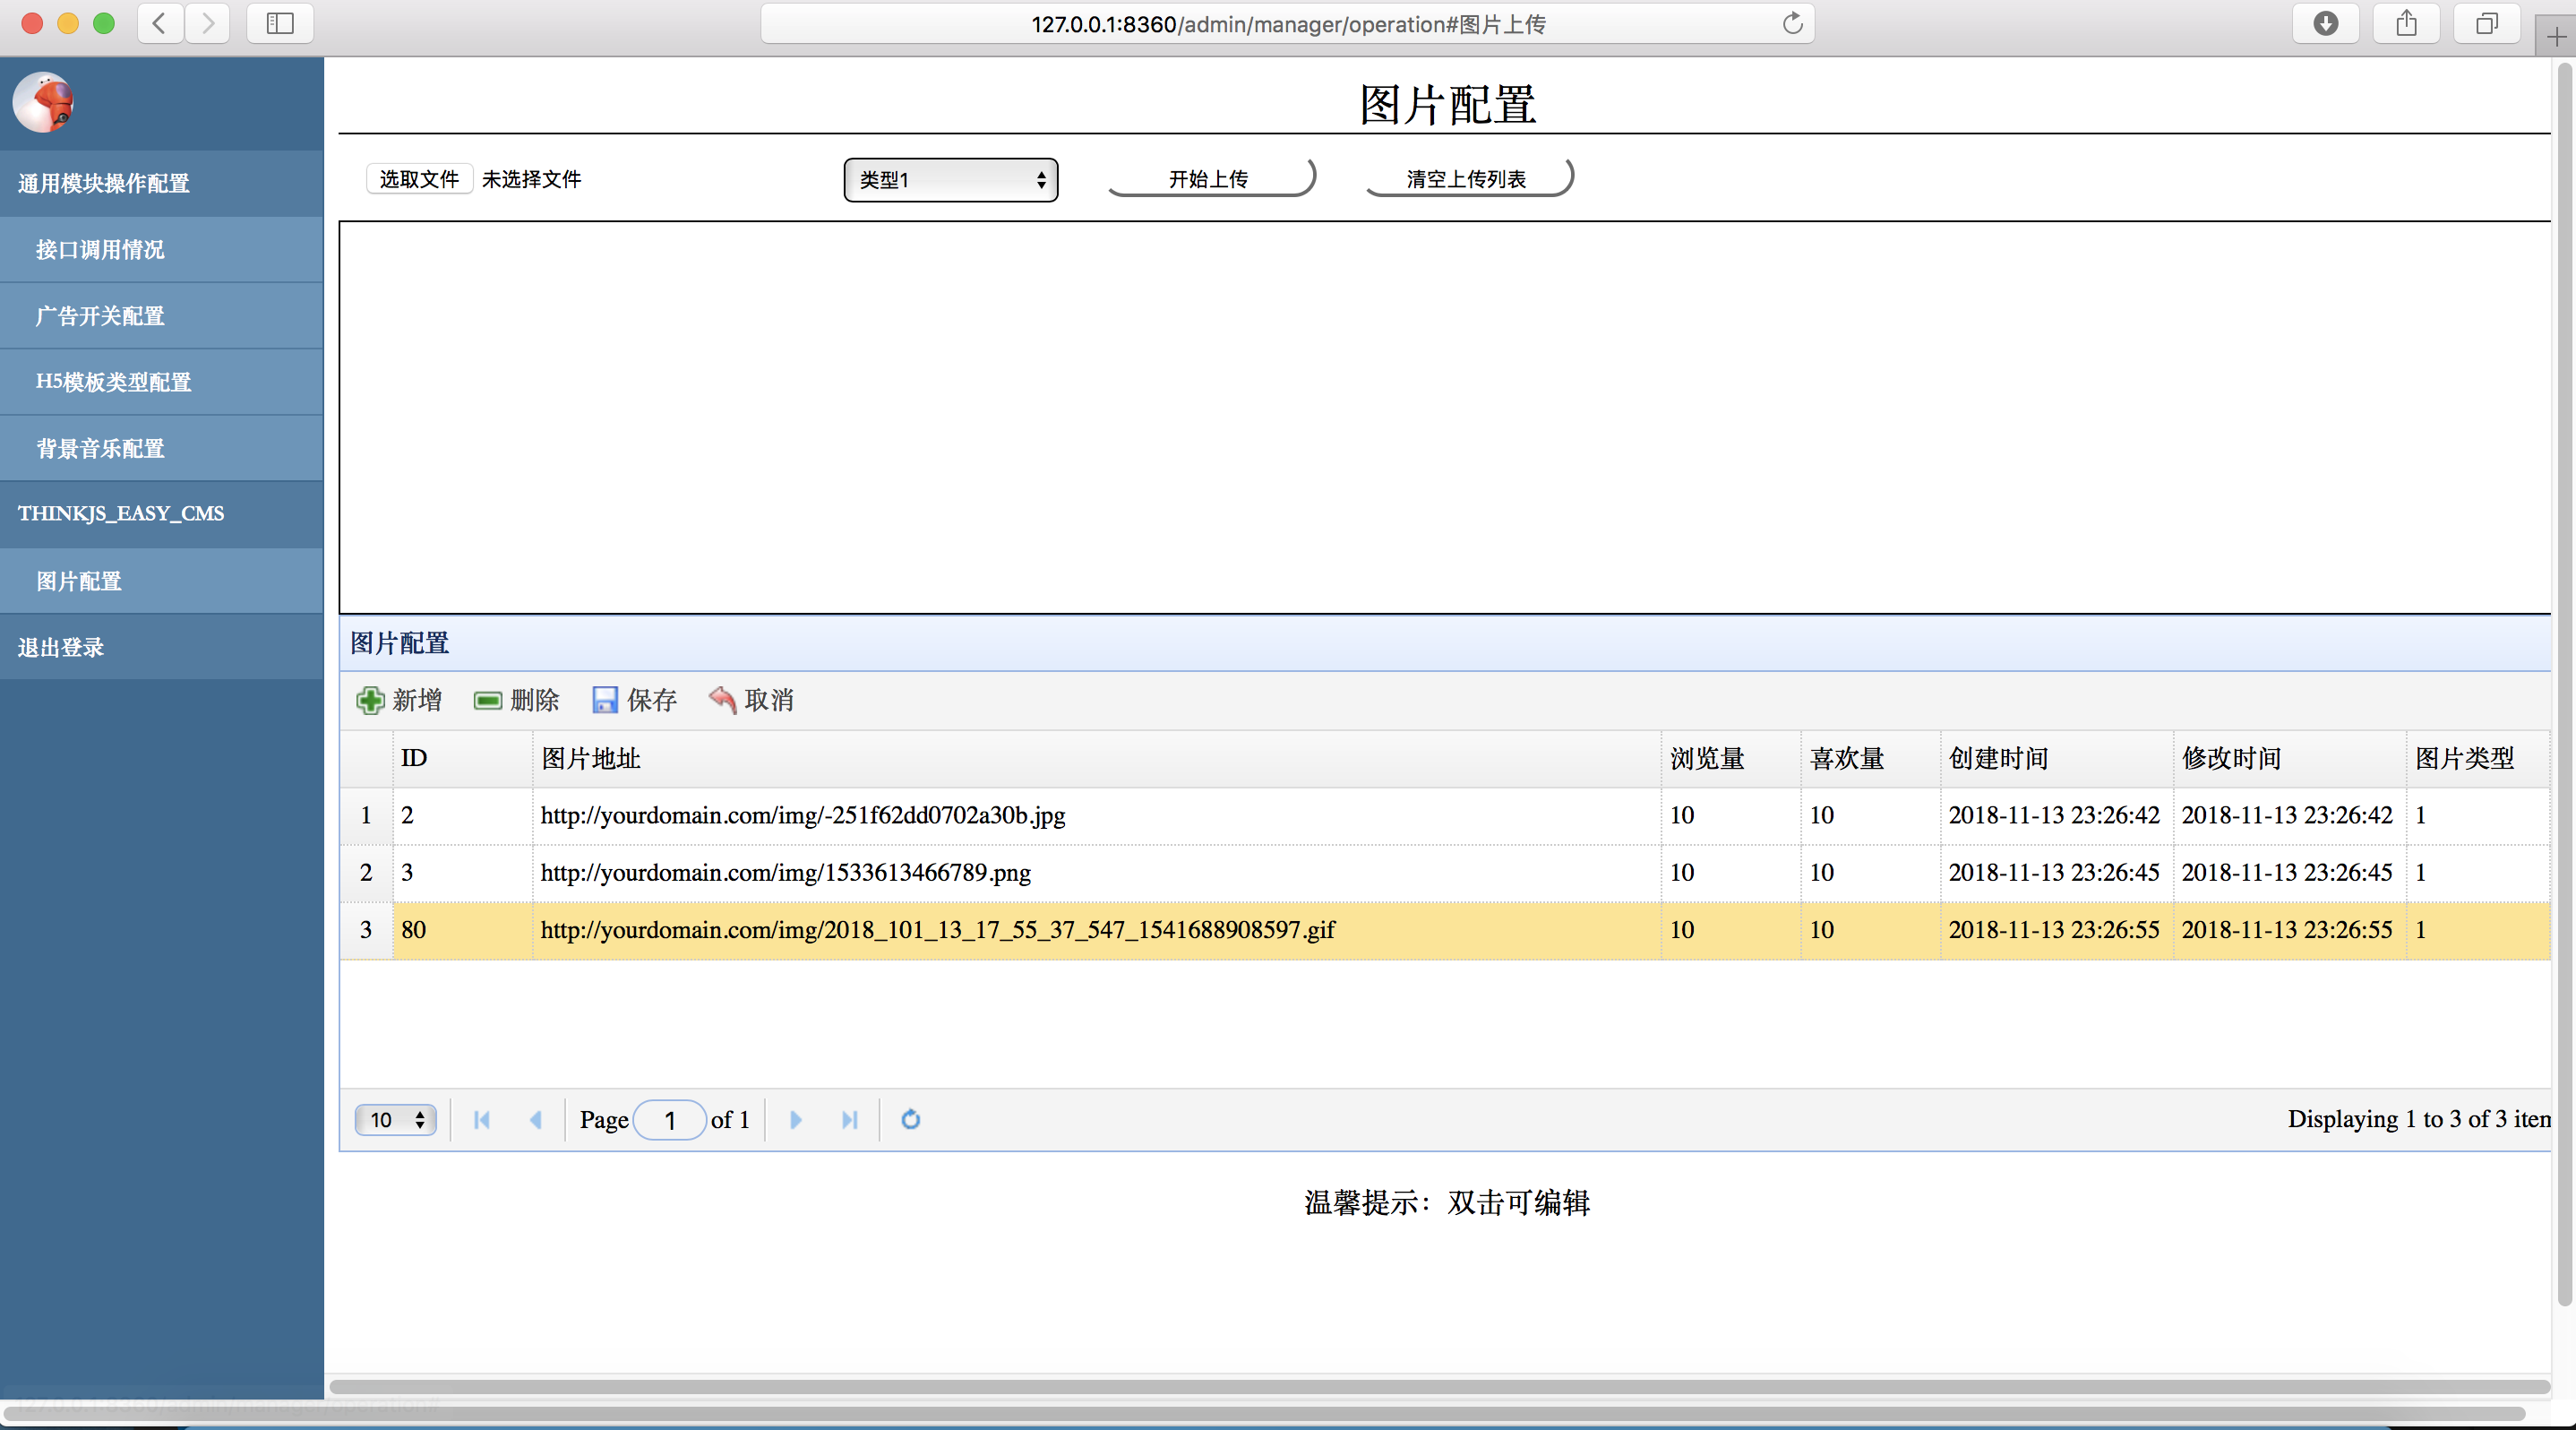 127.0.0.1:8360/admin/manager/operation#图片上传
通用模块操作配置
接口调用情况
广告开关配置
H5模板类型配置
背景音乐配置
THINKJS_EASY_CMS
图片配置
退出登录
图片配置
选取文件 未选择文件 类型1 开始上传 清空上传列表
图片配置
新增 删除 保存 取消
ID 图片地址 浏览量 喜欢量 创建时间 修改时间 图片类型
1 2 http://yourdomain.com/img/-251f62dd0702a30b.jpg 10 10 2018-11-13 23:26:42 2018-11-13 23:26:42 1
2 3 http://yourdomain.com/img/1533613466789.png 10 10 2018-11-13 23:26:45 2018-11-13 23:26:45 1
3 80 http://yourdomain.com/img/2018_101_13_17_55_37_547_1541688908597.gif 10 10 2018-11-13 23:26:55 2018-11-13 23:26:55 1
10 Page 1 of 1 Displaying 1 to 3 of 3 item
温馨提示：双击可编辑